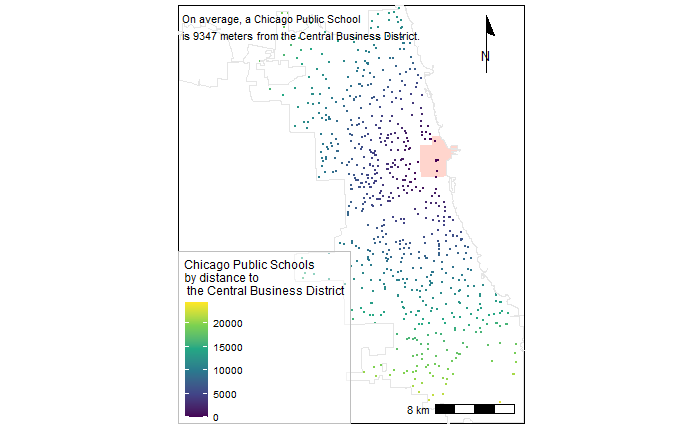 On average, a Chicago Public School
is 9347 meters from the Central Business District.
N
Chicago Public Schools
by distance to
the Central Business District
20000
15000
10000
5000
0
8 km